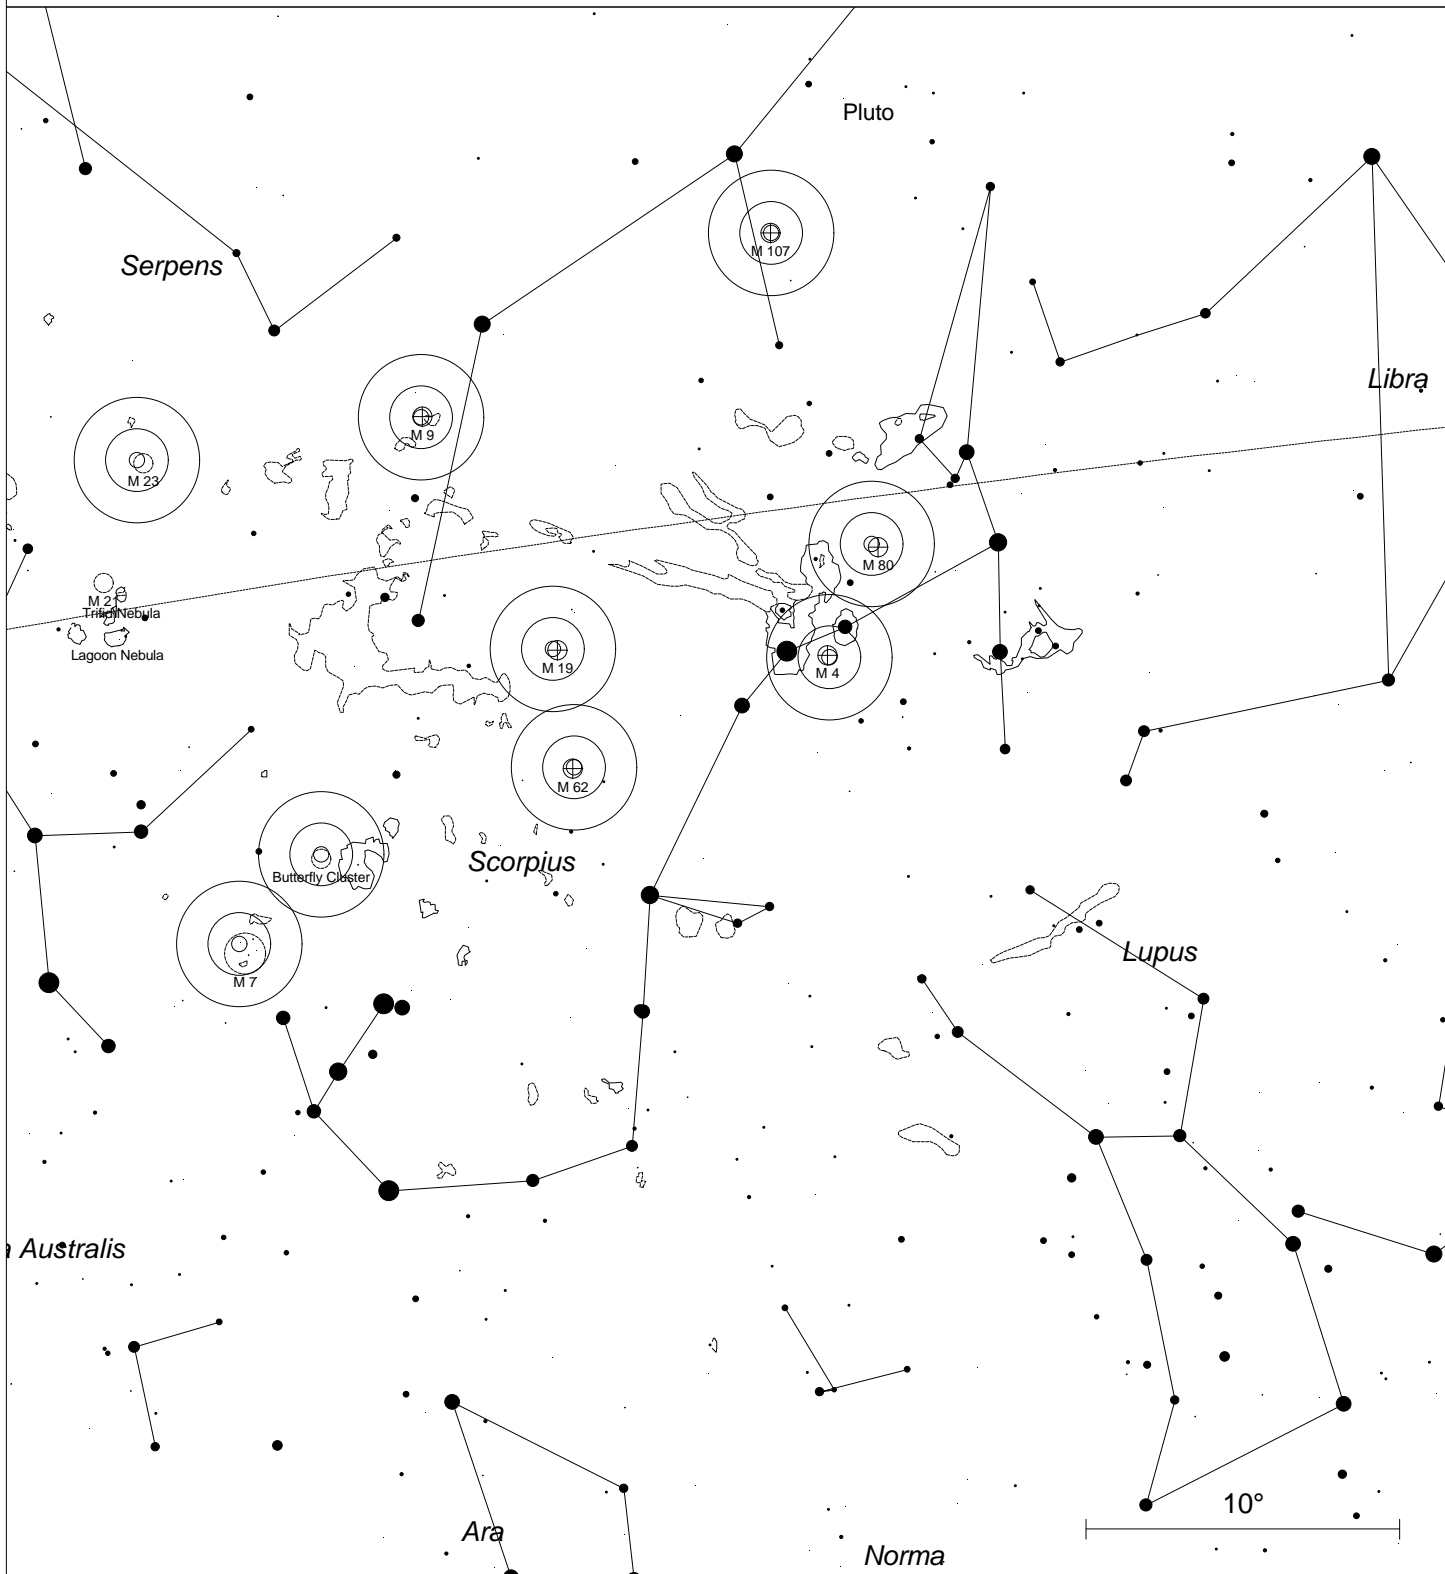 Pluto
M 107
Serpens
Libra
M 9
M 23
M 80
M 21
Trifid Nebula
Lagoon Nebula
M 19
M 4
M 62
Scorpius
Butterfly Cluster
Lupus
M 7
a Australis
10°
Ara
Norma